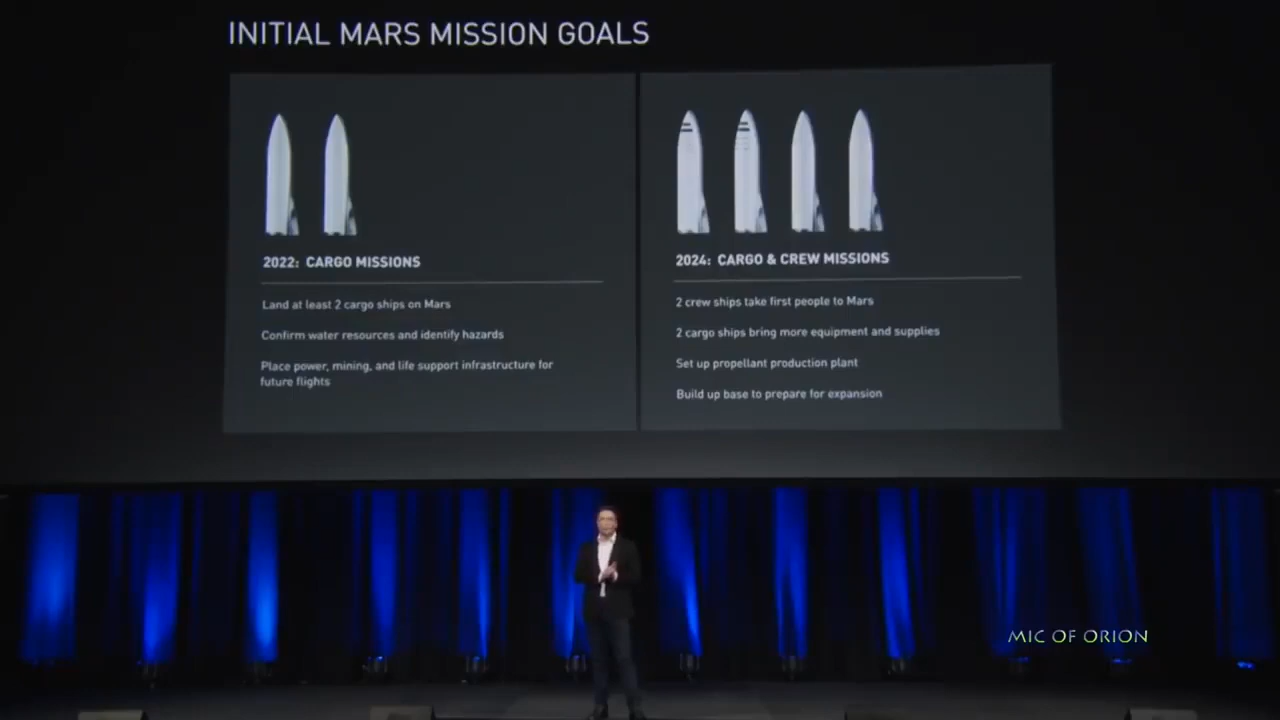 INITIAL MARS MISSION GOALS
2022: CARGO MISSIONS
Land at least 2 cargo ships on Mars
Confirm water resources and identify hazards
Place power, mining, and life support infrastructure for
future flights
2024: CARGO & CREW MISSIONS
2 crew ships take first people to Mars
2 cargo ships bring more equipment and supplies
Set up propellant production plant
Build up base to prepare for expansion
MIC OF ORION